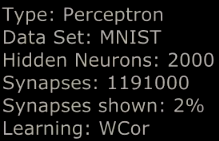 Type: Perceptron
Data Set: MNIST
Hidden Neurons: 2000
Synapses: 1191000
Synapses shown: 2%
Learning: WCor